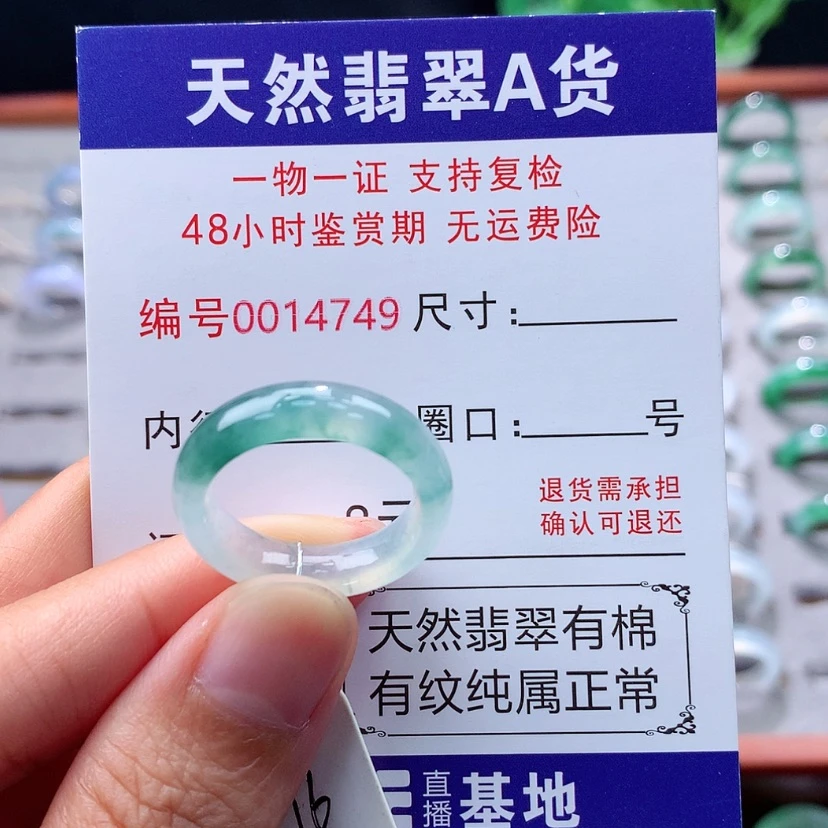 天然翡翠A货
一物一证 支持复检
48小时鉴赏期 无运费险
编号0014749 尺寸:
内 圈口: 号
退货需承担
确认可退还
天然翡翠有棉
有纹纯属正常
直播 基地
16